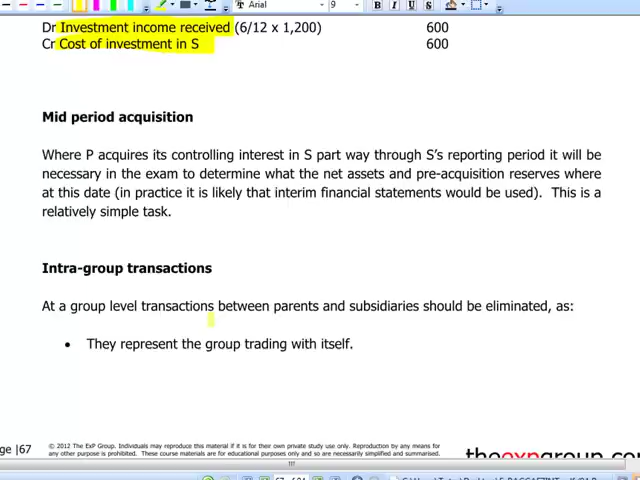 Arial 9 B I U S
Dr Investment income received (6/12 x 1,200) 600
Cr Cost of investment in S 600
Mid period acquisition
Where P acquires its controlling interest in S part way through S's reporting period it will be
necessary in the exam to determine what the net assets and pre-acquisition reserves where
at this date (in practice it is likely that interim financial statements would be used). This is a
relatively simple task.
Intra-group transactions
At a group level transactions between parents and subsidiaries should be eliminated, as:
• They represent the group trading with itself.
ge |67
© 2012 The ExP Group. Individuals may reproduce this material if it is for their own private study use only. Reproduction by any means for
any other purpose is prohibited. These course materials are for educational purposes only and so are necessarily simplified and summarised.
theexpgroup.co